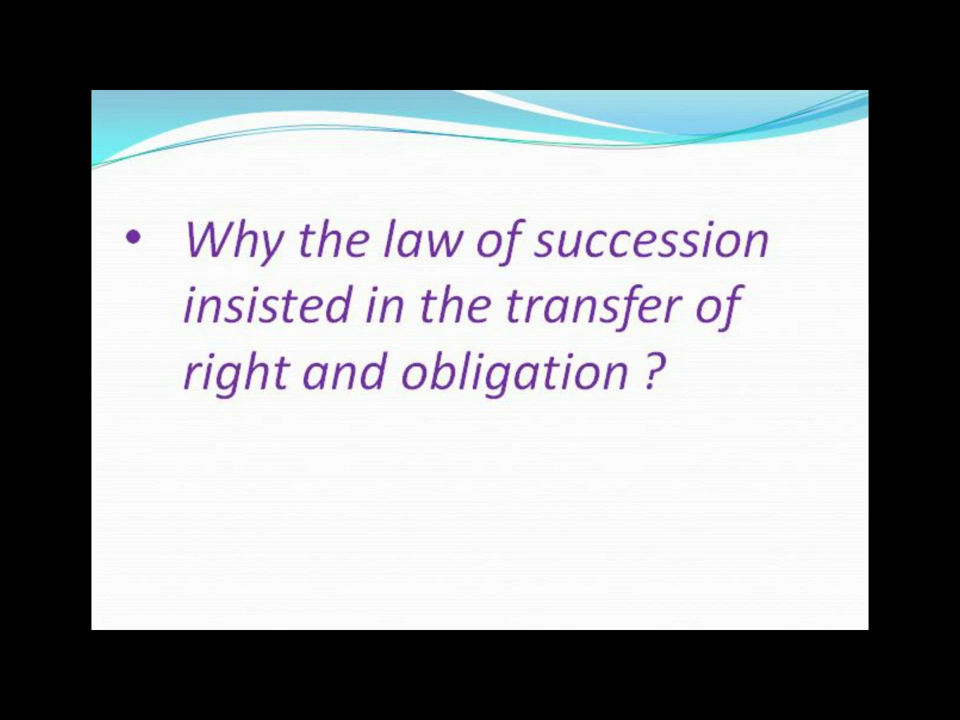 • Why the law of succession
insisted in the transfer of
right and obligation ?